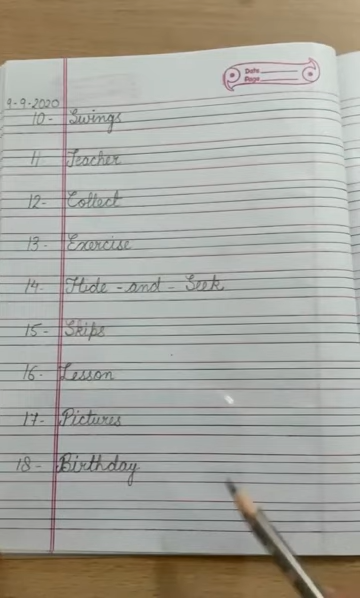 Date
Page
9-9-2020
10- Swings
11. Teacher
12- Collect
13- Exercise
14- Hide-and-Seek
15- Skips
16- Lesson
17- Pictures
18- Birthday